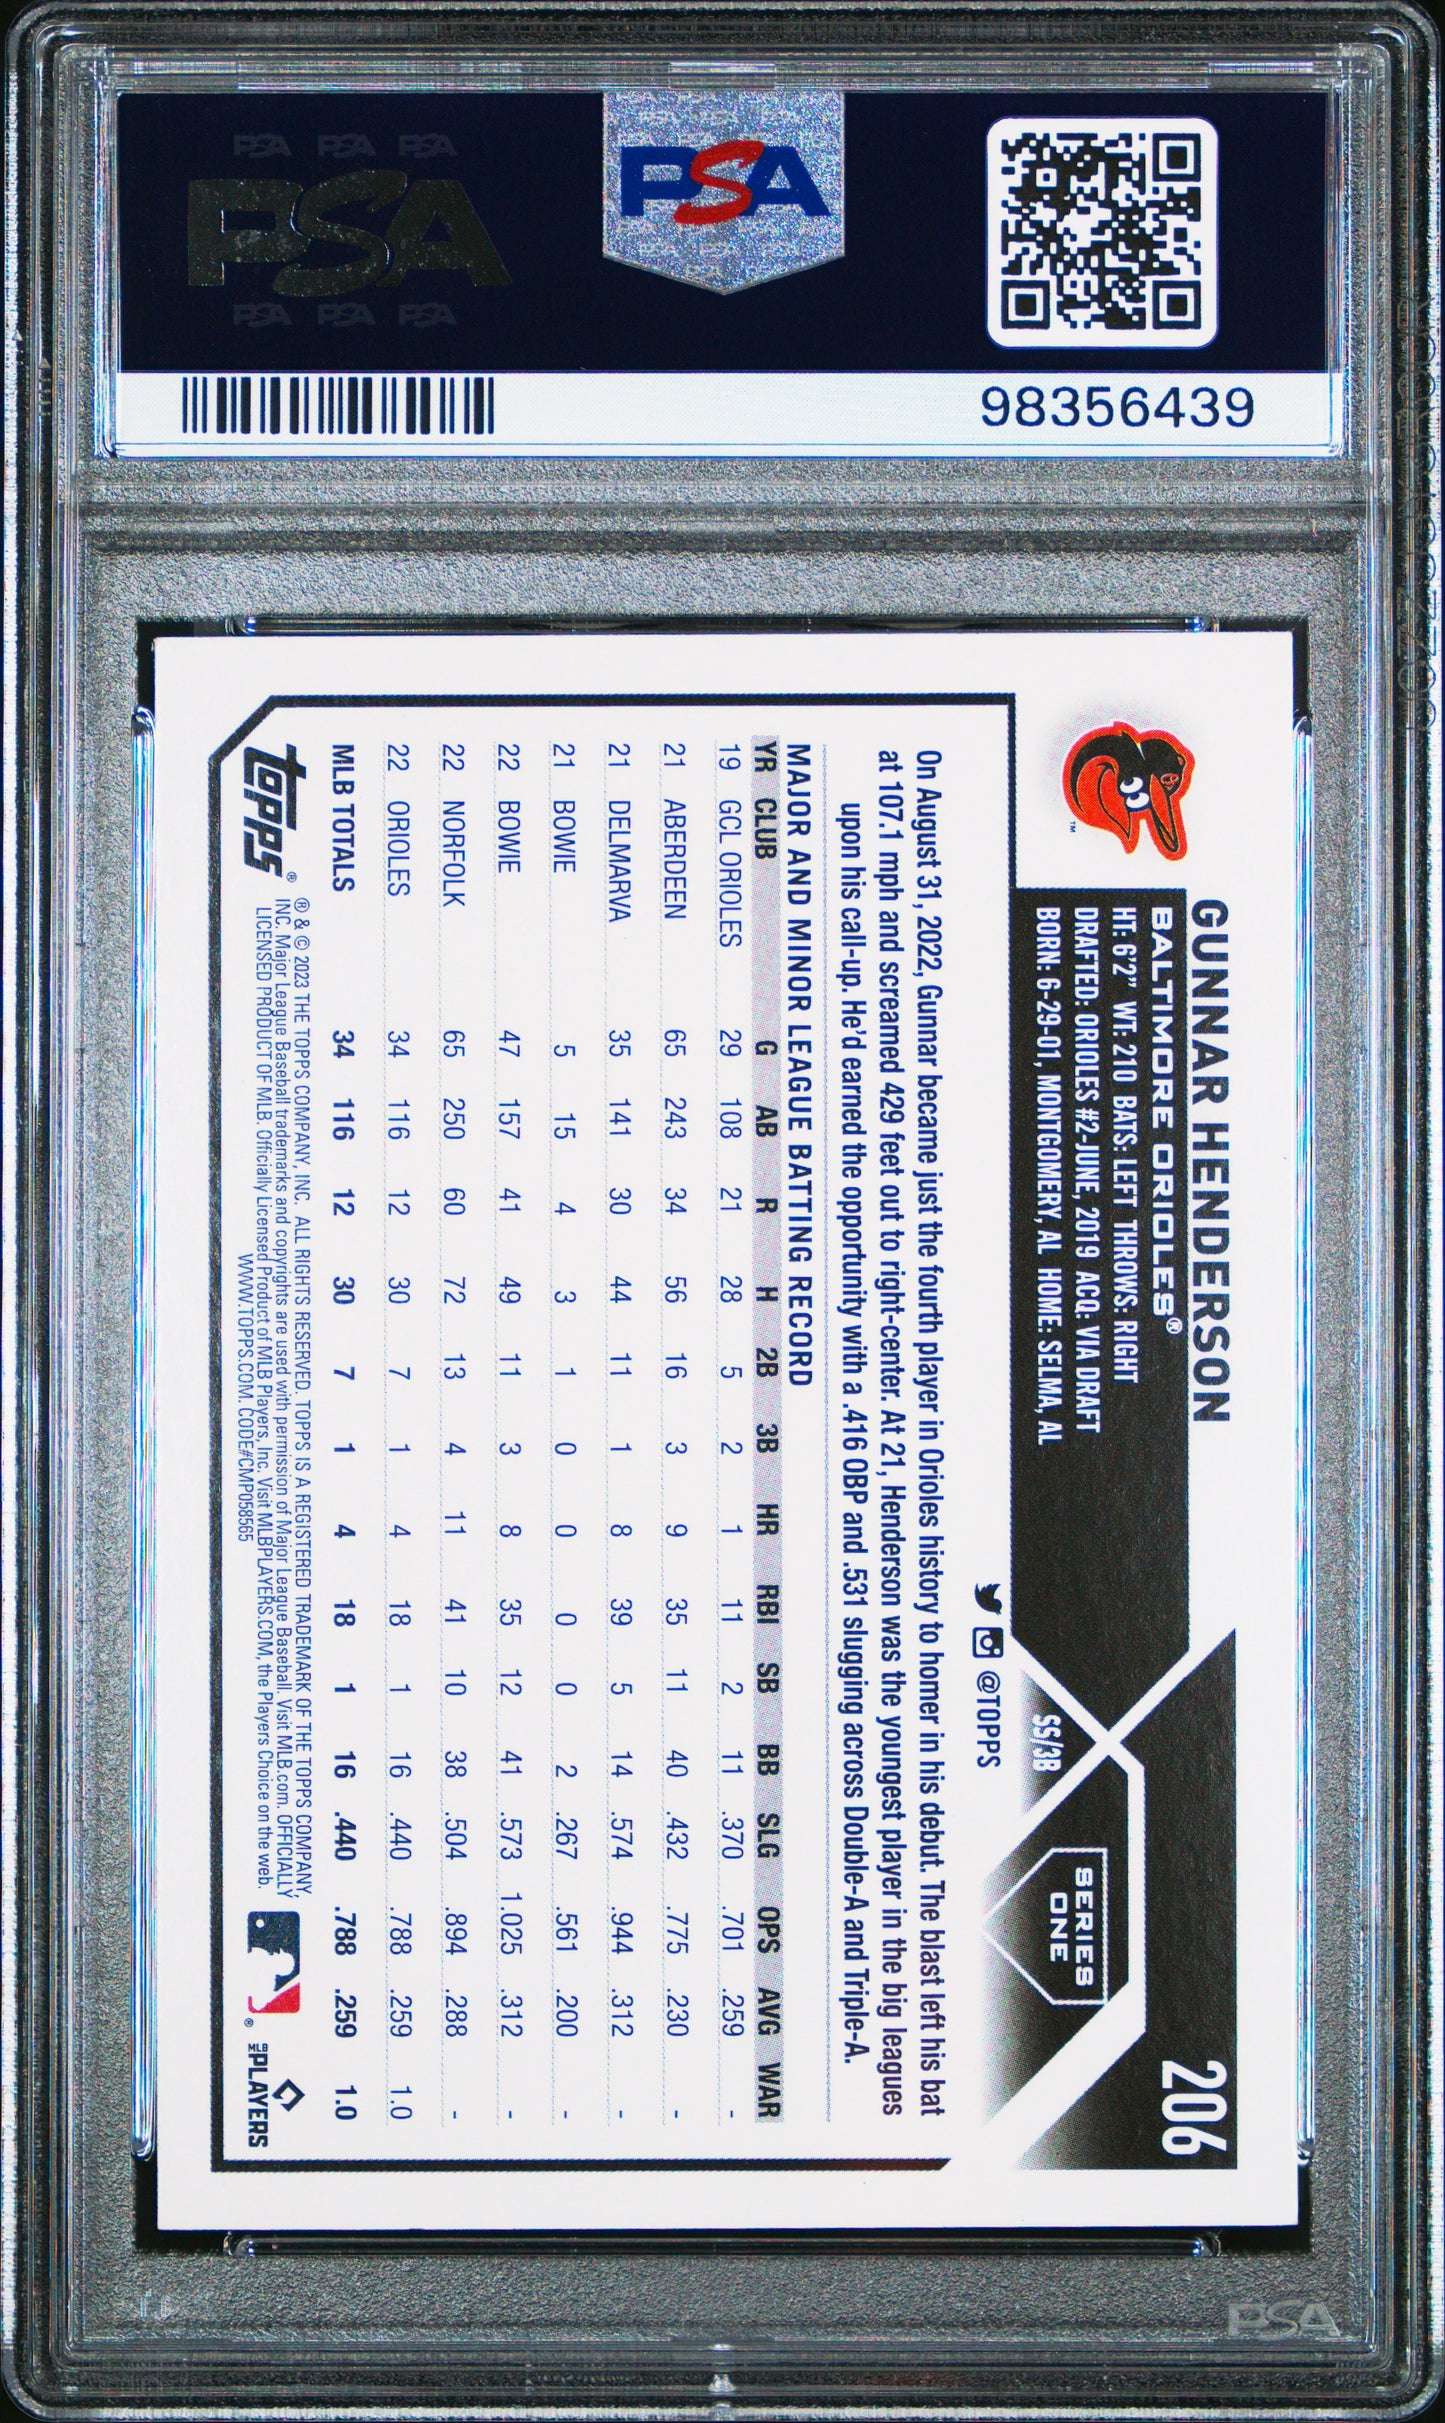 PSA PSA PSA
PSA
PSA PSA PSA
PSA
98356439
206
GUNNAR HENDERSON
BALTIMORE ORIOLES®
HT: 6'2" WT: 210 BATS: LEFT THROWS: RIGHT
DRAFTED: ORIOLES #2-JUNE, 2019 ACQ: VIA DRAFT
BORN: 6-29-01, MONTGOMERY, AL HOME: SELMA, AL
SS/3B
SERIES
ONE
@TOPPS
TM
On August 31, 2022, Gunnar became just the fourth player in Orioles history to homer in his debut. The blast left his bat
at 107.1 mph and screamed 429 feet out to right-center. At 21, Henderson was the youngest player in the big leagues
upon his call-up. He'd earned the opportunity with a .416 OBP and .531 slugging across Double-A and Triple-A.
MAJOR AND MINOR LEAGUE BATTING RECORD
YR CLUB G AB R H 2B 3B HR RBI SB BB SLG OPS AVG WAR
19 GCL ORIOLES 29 108 21 28 5 2 1 11 2 11 .370 .701 .259 -
21 ABERDEEN 65 243 34 56 16 3 9 35 11 40 .432 .775 .230 -
21 DELMARVA 35 141 30 44 11 1 8 39 5 14 .574 .944 .312 -
21 BOWIE 5 15 4 3 1 0 0 0 0 2 .267 .561 .200 -
22 BOWIE 47 157 41 49 11 3 8 35 12 41 .573 1.025 .312 -
22 NORFOLK 65 250 60 72 13 4 11 41 10 38 .504 .894 .288 -
22 ORIOLES 34 116 12 30 7 1 4 18 1 16 .440 .788 .259 1.0
MLB TOTALS 34 116 12 30 7 1 4 18 1 16 .440 .788 .259 1.0
topps®
® & © 2023 THE TOPPS COMPANY, INC. ALL RIGHTS RESERVED. TOPPS IS A REGISTERED TRADEMARK OF THE TOPPS COMPANY,
INC. Major League Baseball trademarks and copyrights are used with permission of Major League Baseball. Visit MLB.com. OFFICIALLY
LICENSED PRODUCT OF MLB Players, Inc. Officially Licensed Product of MLB Players, Inc. Visit MLBPLAYERS.COM, the Players Choice on the web.
WWW.TOPPS.COM. CODE#CMP058565
®
MLB PLAYERS
PSA